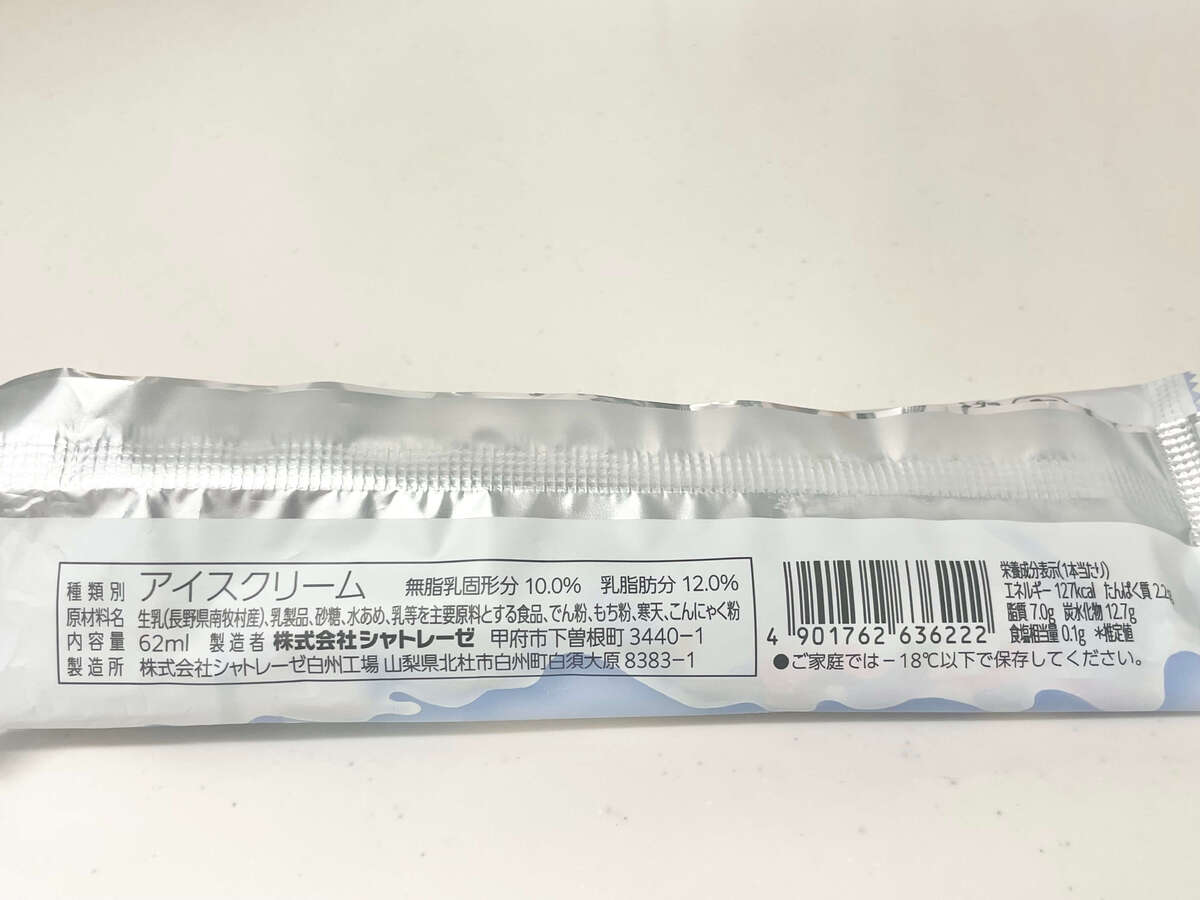 種類別 アイスクリーム 無脂乳固形分 10.0% 乳脂肪分 12.0%
原材料名 生乳(長野県南牧村産)、乳製品、砂糖、水あめ、乳等を主要原料とする食品、でん粉、もち粉、寒天、こんにゃく粉
内容量 62ml 製造者 株式会社シャトレーゼ 甲府市下曽根町 3440-1
製造所 株式会社シャトレーゼ白州工場 山梨県北杜市白州町白須大原 8383-1
4 901762 636222
栄養成分表示(1本当たり)
エネルギー 127kcal たんぱく質 2.2g
脂質 7.0g 炭水化物 12.7g
食塩相当量 0.1g *推定値
●ご家庭では-18℃以下で保存してください。